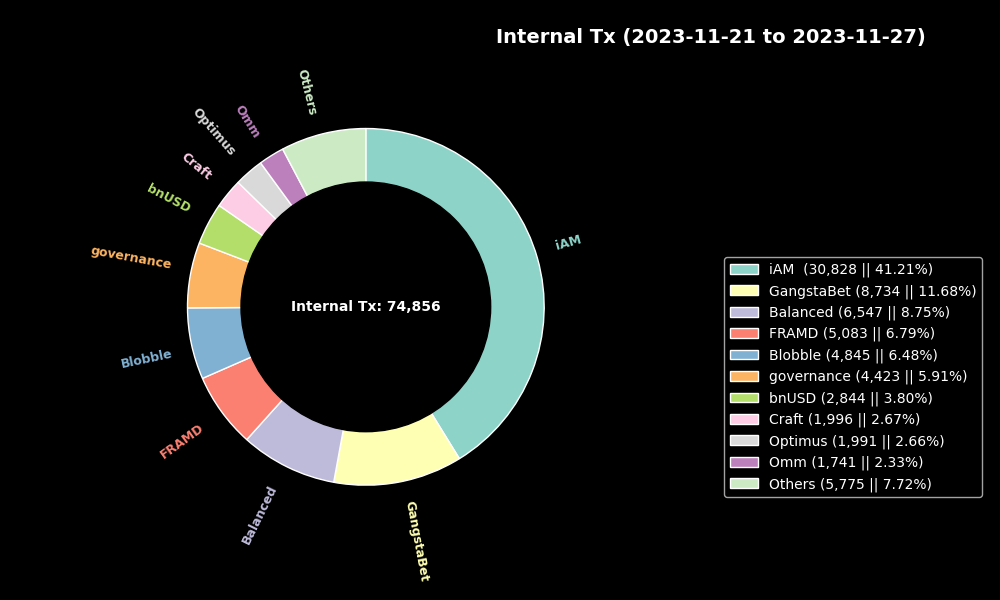 Internal Tx (2023-11-21 to 2023-11-27)
Others
Omm
Optimus
Craft
bnUSD
governance
Blobble
FRAMD
Balanced
GangstaBet
iAM
Internal Tx: 74,856
iAM  (30,828 || 41.21%)
GangstaBet (8,734 || 11.68%)
Balanced (6,547 || 8.75%)
FRAMD (5,083 || 6.79%)
Blobble (4,845 || 6.48%)
governance (4,423 || 5.91%)
bnUSD (2,844 || 3.80%)
Craft (1,996 || 2.67%)
Optimus (1,991 || 2.66%)
Omm (1,741 || 2.33%)
Others (5,775 || 7.72%)